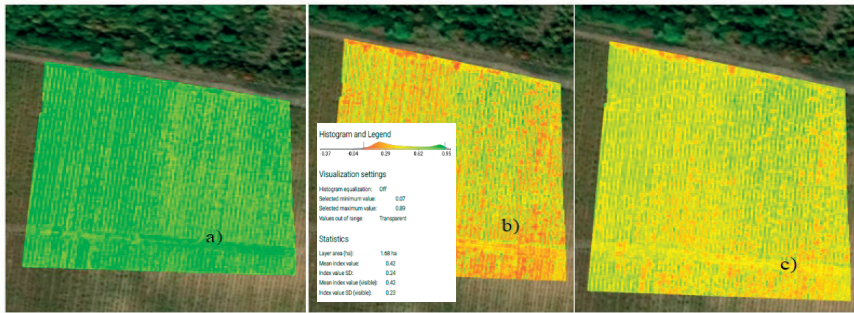 a)
Histogram and Legend
-0.37 -0.04 0.29 0.62 0.95
Visualization settings
Histogram equalization: Off
Selected minimum value: 0.07
Selected maximum value: 0.89
Values out of range: Transparent
Statistics
Layer area (ha): 1.68 ha
Mean index value: 0.42
Index value SD: 0.24
Mean index value (visible): 0.42
Index value SD (visible): 0.23
b)
c)